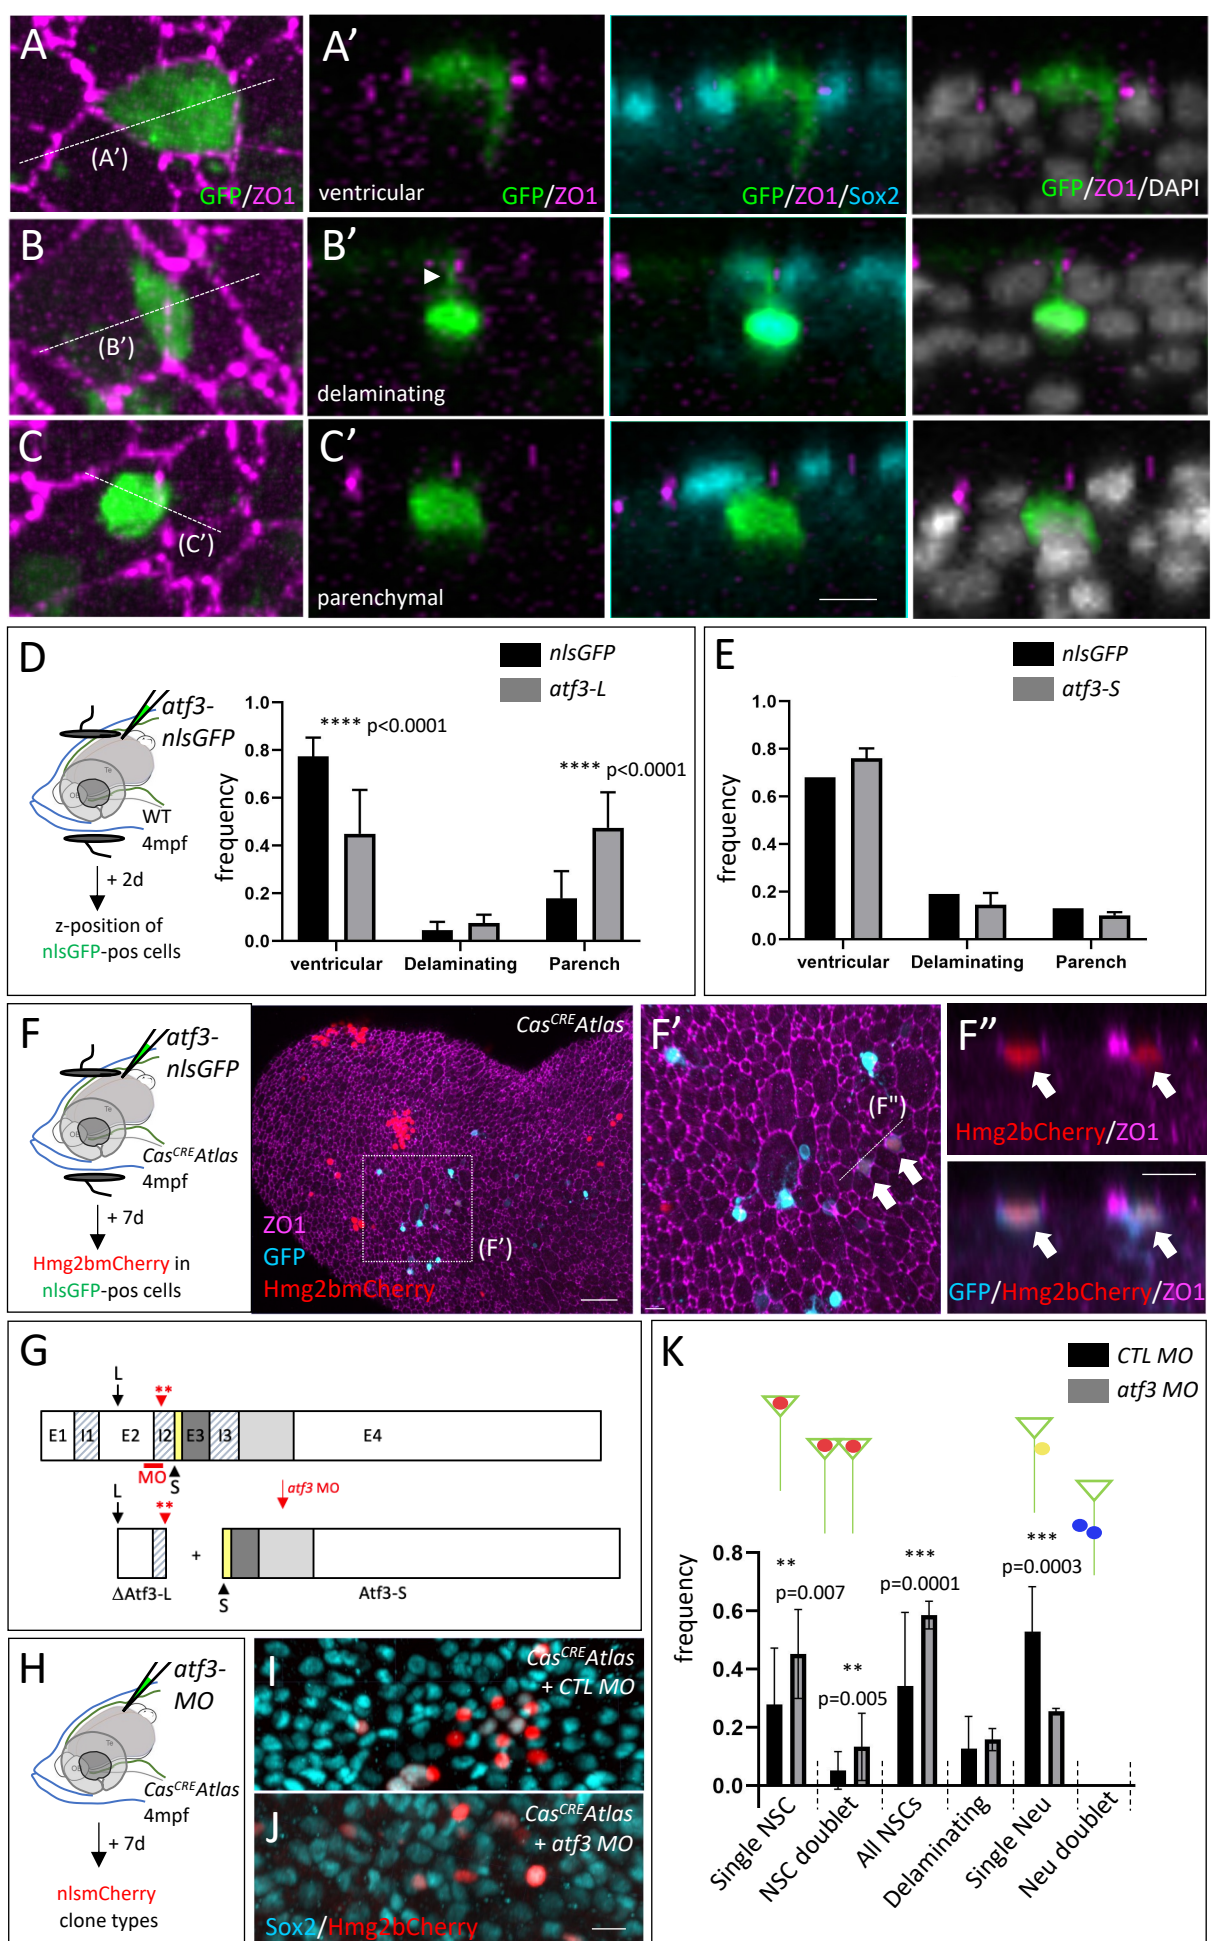 A
(A')
GFP/ZO1
A'
ventricular
GFP/ZO1
GFP/ZO1/Sox2
GFP/ZO1/DAPI
B
(B')
B'
delaminating
C
(C')
C'
parenchymal
D
atf3-
nlsGFP
Te
WT
4mpf
+ 2d
z-position of
nlsGFP-pos cells
nlsGFP
atf3-L
frequency
1.0
0.8
0.6
0.4
0.2
0.0
**** p<0.0001
**** p<0.0001
ventricular
Delaminating
Parench
E
nlsGFP
atf3-S
frequency
1.0
0.8
0.6
0.4
0.2
0.0
ventricular
Delaminating
Parench
F
atf3-
nlsGFP
Te
Cas^CRE Atlas
4mpf
+ 7d
Hmg2bmCherry in
nlsGFP-pos cells
Cas^CRE Atlas
ZO1
GFP
Hmg2bmCherry
(F')
F'
(F")
F"
Hmg2bCherry/ZO1
GFP/Hmg2bCherry/ZO1
G
L
**
E1 I1 E2 I2 E3 I3 E4
MO
S
L
**
atf3 MO
+
ΔAtf3-L
S
Atf3-S
H
atf3-
MO
Te
Cas^CRE Atlas
4mpf
+ 7d
nlsmCherry
clone types
I
Cas^CRE Atlas
+ CTL MO
J
Cas^CRE Atlas
+ atf3 MO
Sox2/Hmg2bCherry
K
CTL MO
atf3 MO
frequency
0.8
0.6
0.4
0.2
0.0
**
p=0.007
**
p=0.005
***
p=0.0001
***
p=0.0003
Single NSC
NSC doublet
All NSCs
Delaminating
Single Neu
Neu doublet